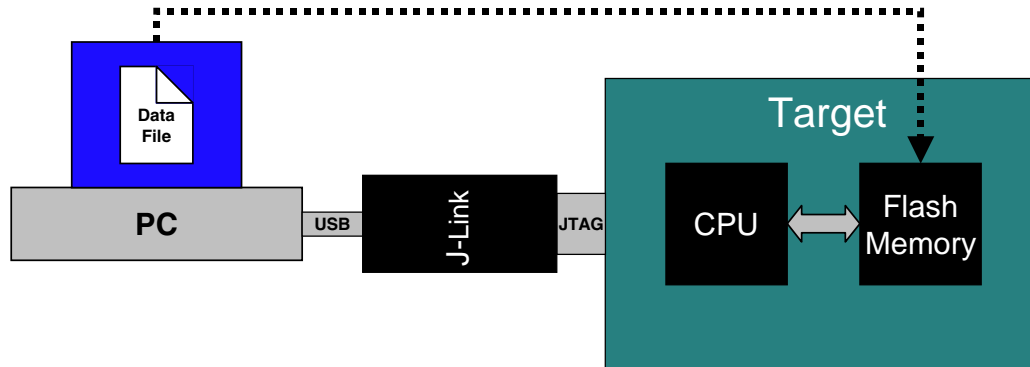 Data
File
PC
USB
J-Link
JTAG
Target
CPU
Flash
Memory